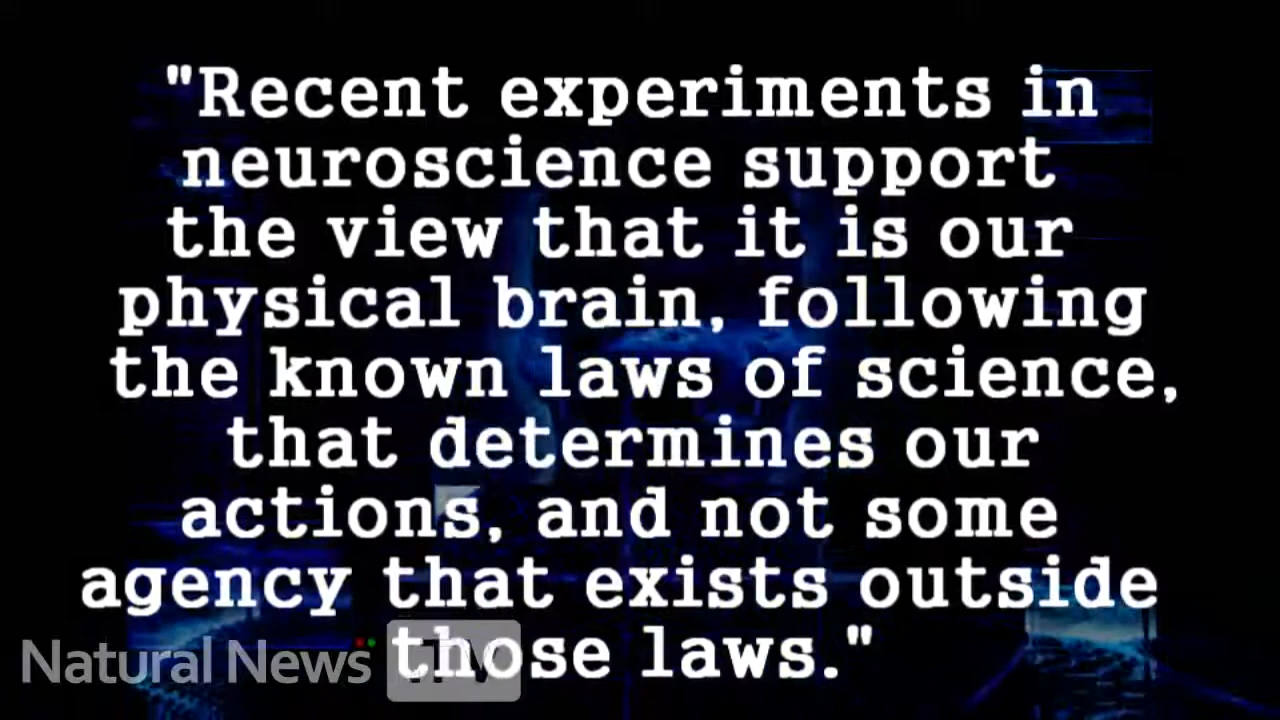 "Recent experiments in
neuroscience support
the view that it is our
physical brain, following
the known laws of science,
that determines our
actions, and not some
agency that exists outside
those laws."
Natural News TV